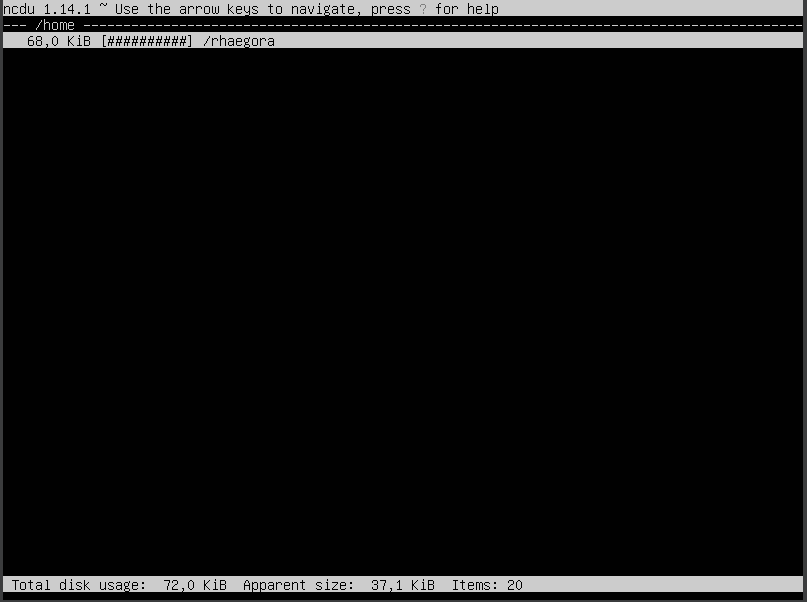 ncdu 1.14.1 ~ Use the arrow keys to navigate, press ? for help
--- /home ----------------------------------------------------------------------------------------
68,0 KiB [##########] /rhaegora
Total disk usage: 72,0 KiB Apparent size: 37,1 KiB Items: 20